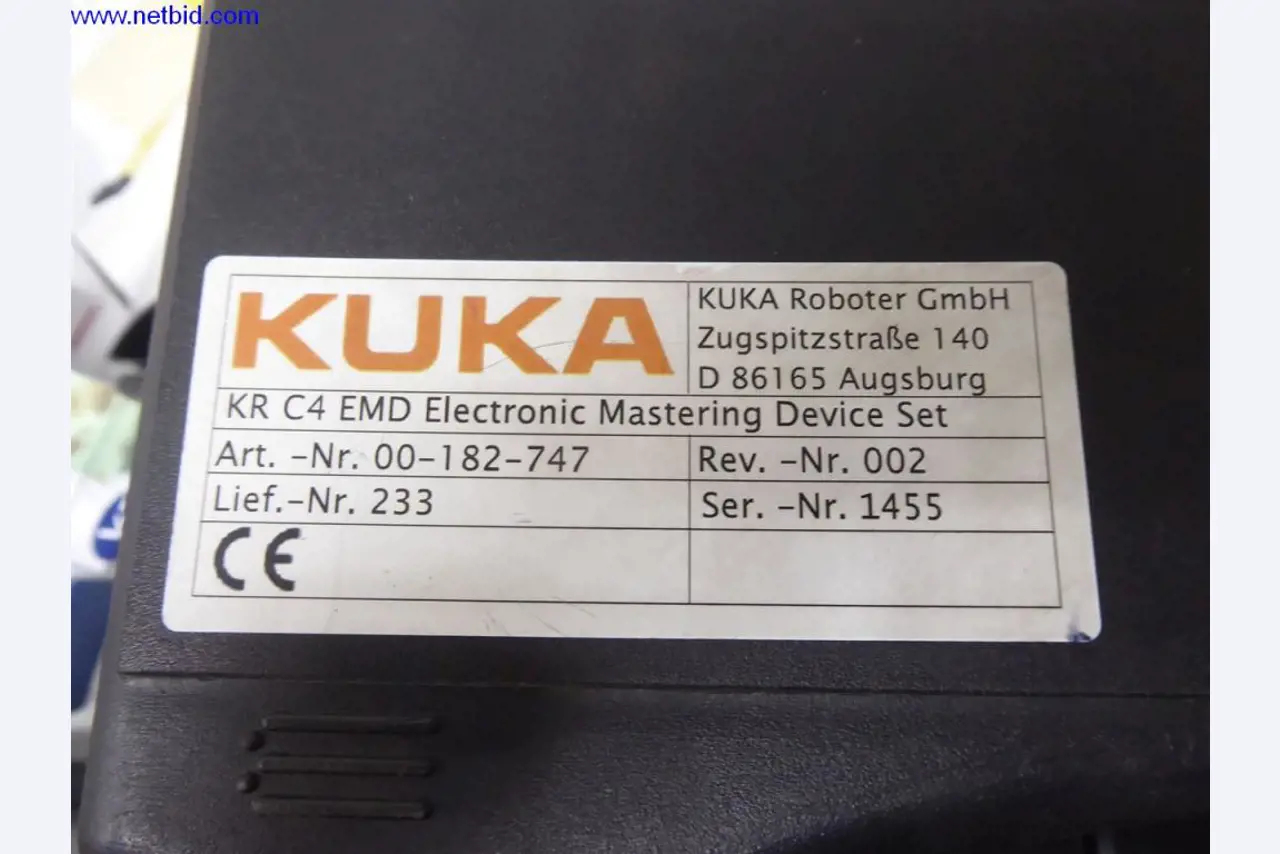 www.netbid.com
KUKA
KUKA Roboter GmbH
Zugspitzstraße 140
D 86165 Augsburg
KR C4 EMD Electronic Mastering Device Set
Art. -Nr. 00-182-747
Rev. -Nr. 002
Lief.-Nr. 233
Ser. -Nr. 1455
CE